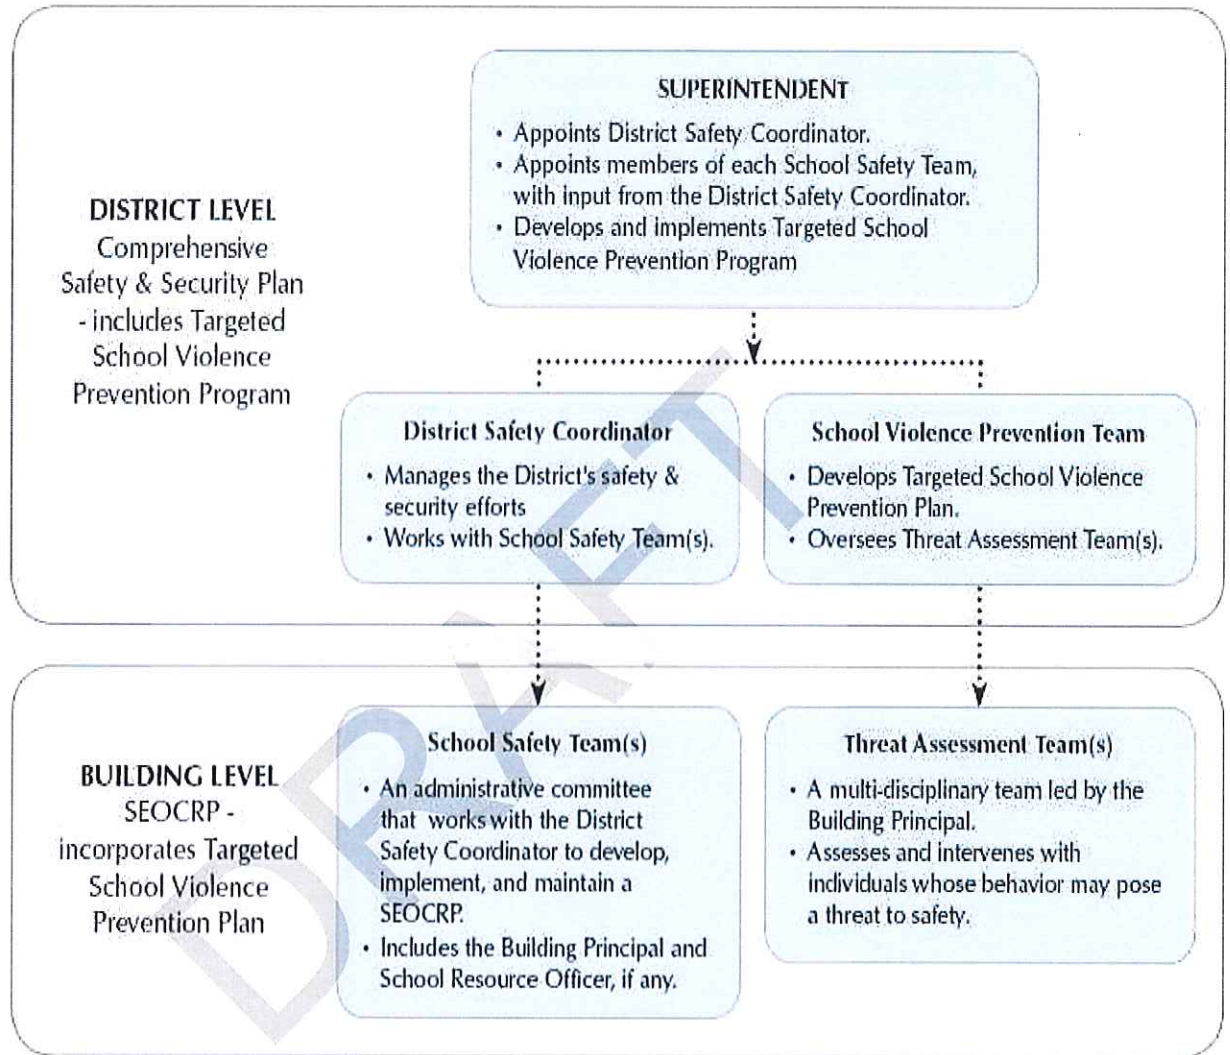 SUPERINTENDENT
• Appoints District Safety Coordinator.
• Appoints members of each School Safety Team,
with input from the District Safety Coordinator.
• Develops and implements Targeted School
Violence Prevention Program
DISTRICT LEVEL
Comprehensive
Safety & Security Plan
- includes Targeted
School Violence
Prevention Program
District Safety Coordinator
• Manages the District's safety &
security efforts
• Works with School Safety Team(s).
School Violence Prevention Team
• Develops Targeted School Violence
Prevention Plan.
• Oversees Threat Assessment Team(s).
BUILDING LEVEL
SEOCRP -
incorporates Targeted
School Violence
Prevention Plan
School Safety Team(s)
• An administrative committee
that works with the District
Safety Coordinator to develop,
implement, and maintain a
SEOCRP.
• Includes the Building Principal and
School Resource Officer, if any.
Threat Assessment Team(s)
• A multi-disciplinary team led by the
Building Principal.
• Assesses and intervenes with
individuals whose behavior may pose
a threat to safety.
DRAFT